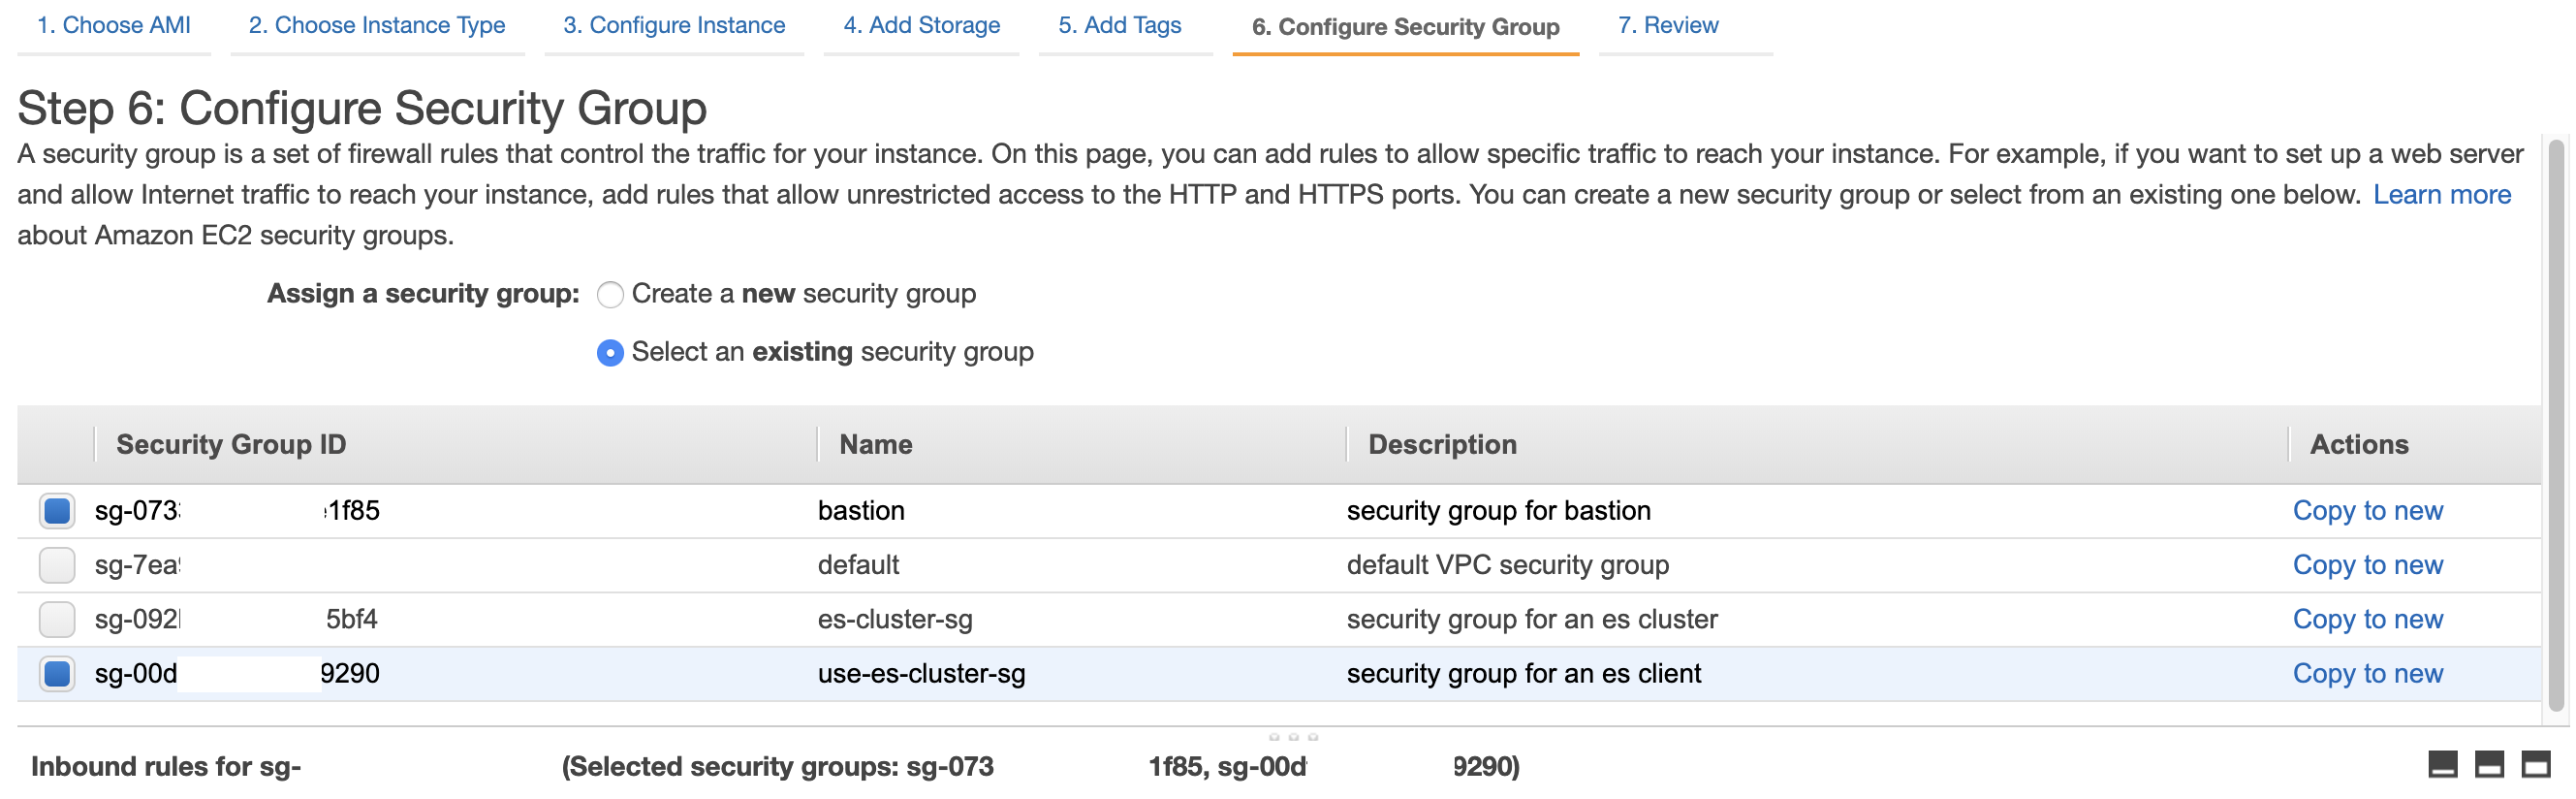 1. Choose AMI 2. Choose Instance Type 3. Configure Instance 4. Add Storage 5. Add Tags 6. Configure Security Group 7. Review
Step 6: Configure Security Group
A security group is a set of firewall rules that control the traffic for your instance. On this page, you can add rules to allow specific traffic to reach your instance. For example, if you want to set up a web server
and allow Internet traffic to reach your instance, add rules that allow unrestricted access to the HTTP and HTTPS ports. You can create a new security group or select from an existing one below. Learn more
about Amazon EC2 security groups.
Assign a security group: Create a new security group
Select an existing security group
Security Group ID Name Description Actions
sg-073 1f85 bastion security group for bastion Copy to new
sg-7ea default default VPC security group Copy to new
sg-092 5bf4 es-cluster-sg security group for an es cluster Copy to new
sg-00d 9290 use-es-cluster-sg security group for an es client Copy to new
Inbound rules for sg- (Selected security groups: sg-073 1f85, sg-00d 9290)